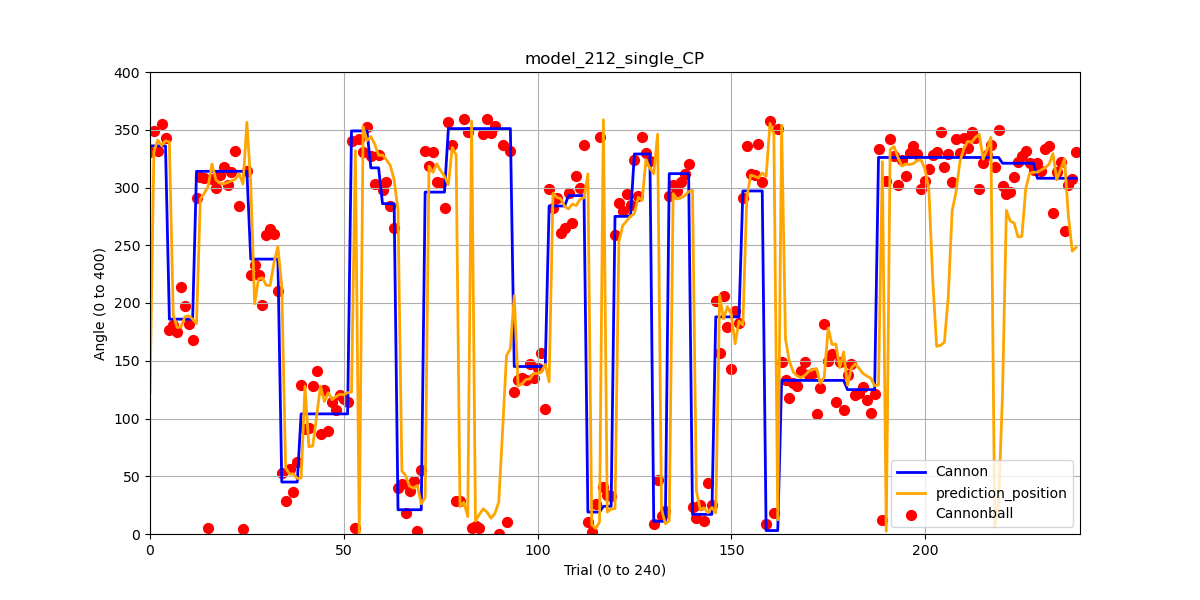 model_212_single_CP
400
350
300
250
200
150
100
50
0
Angle (0 to 400)
0 50 100 150 200
Trial (0 to 240)
Cannon
prediction_position
Cannonball